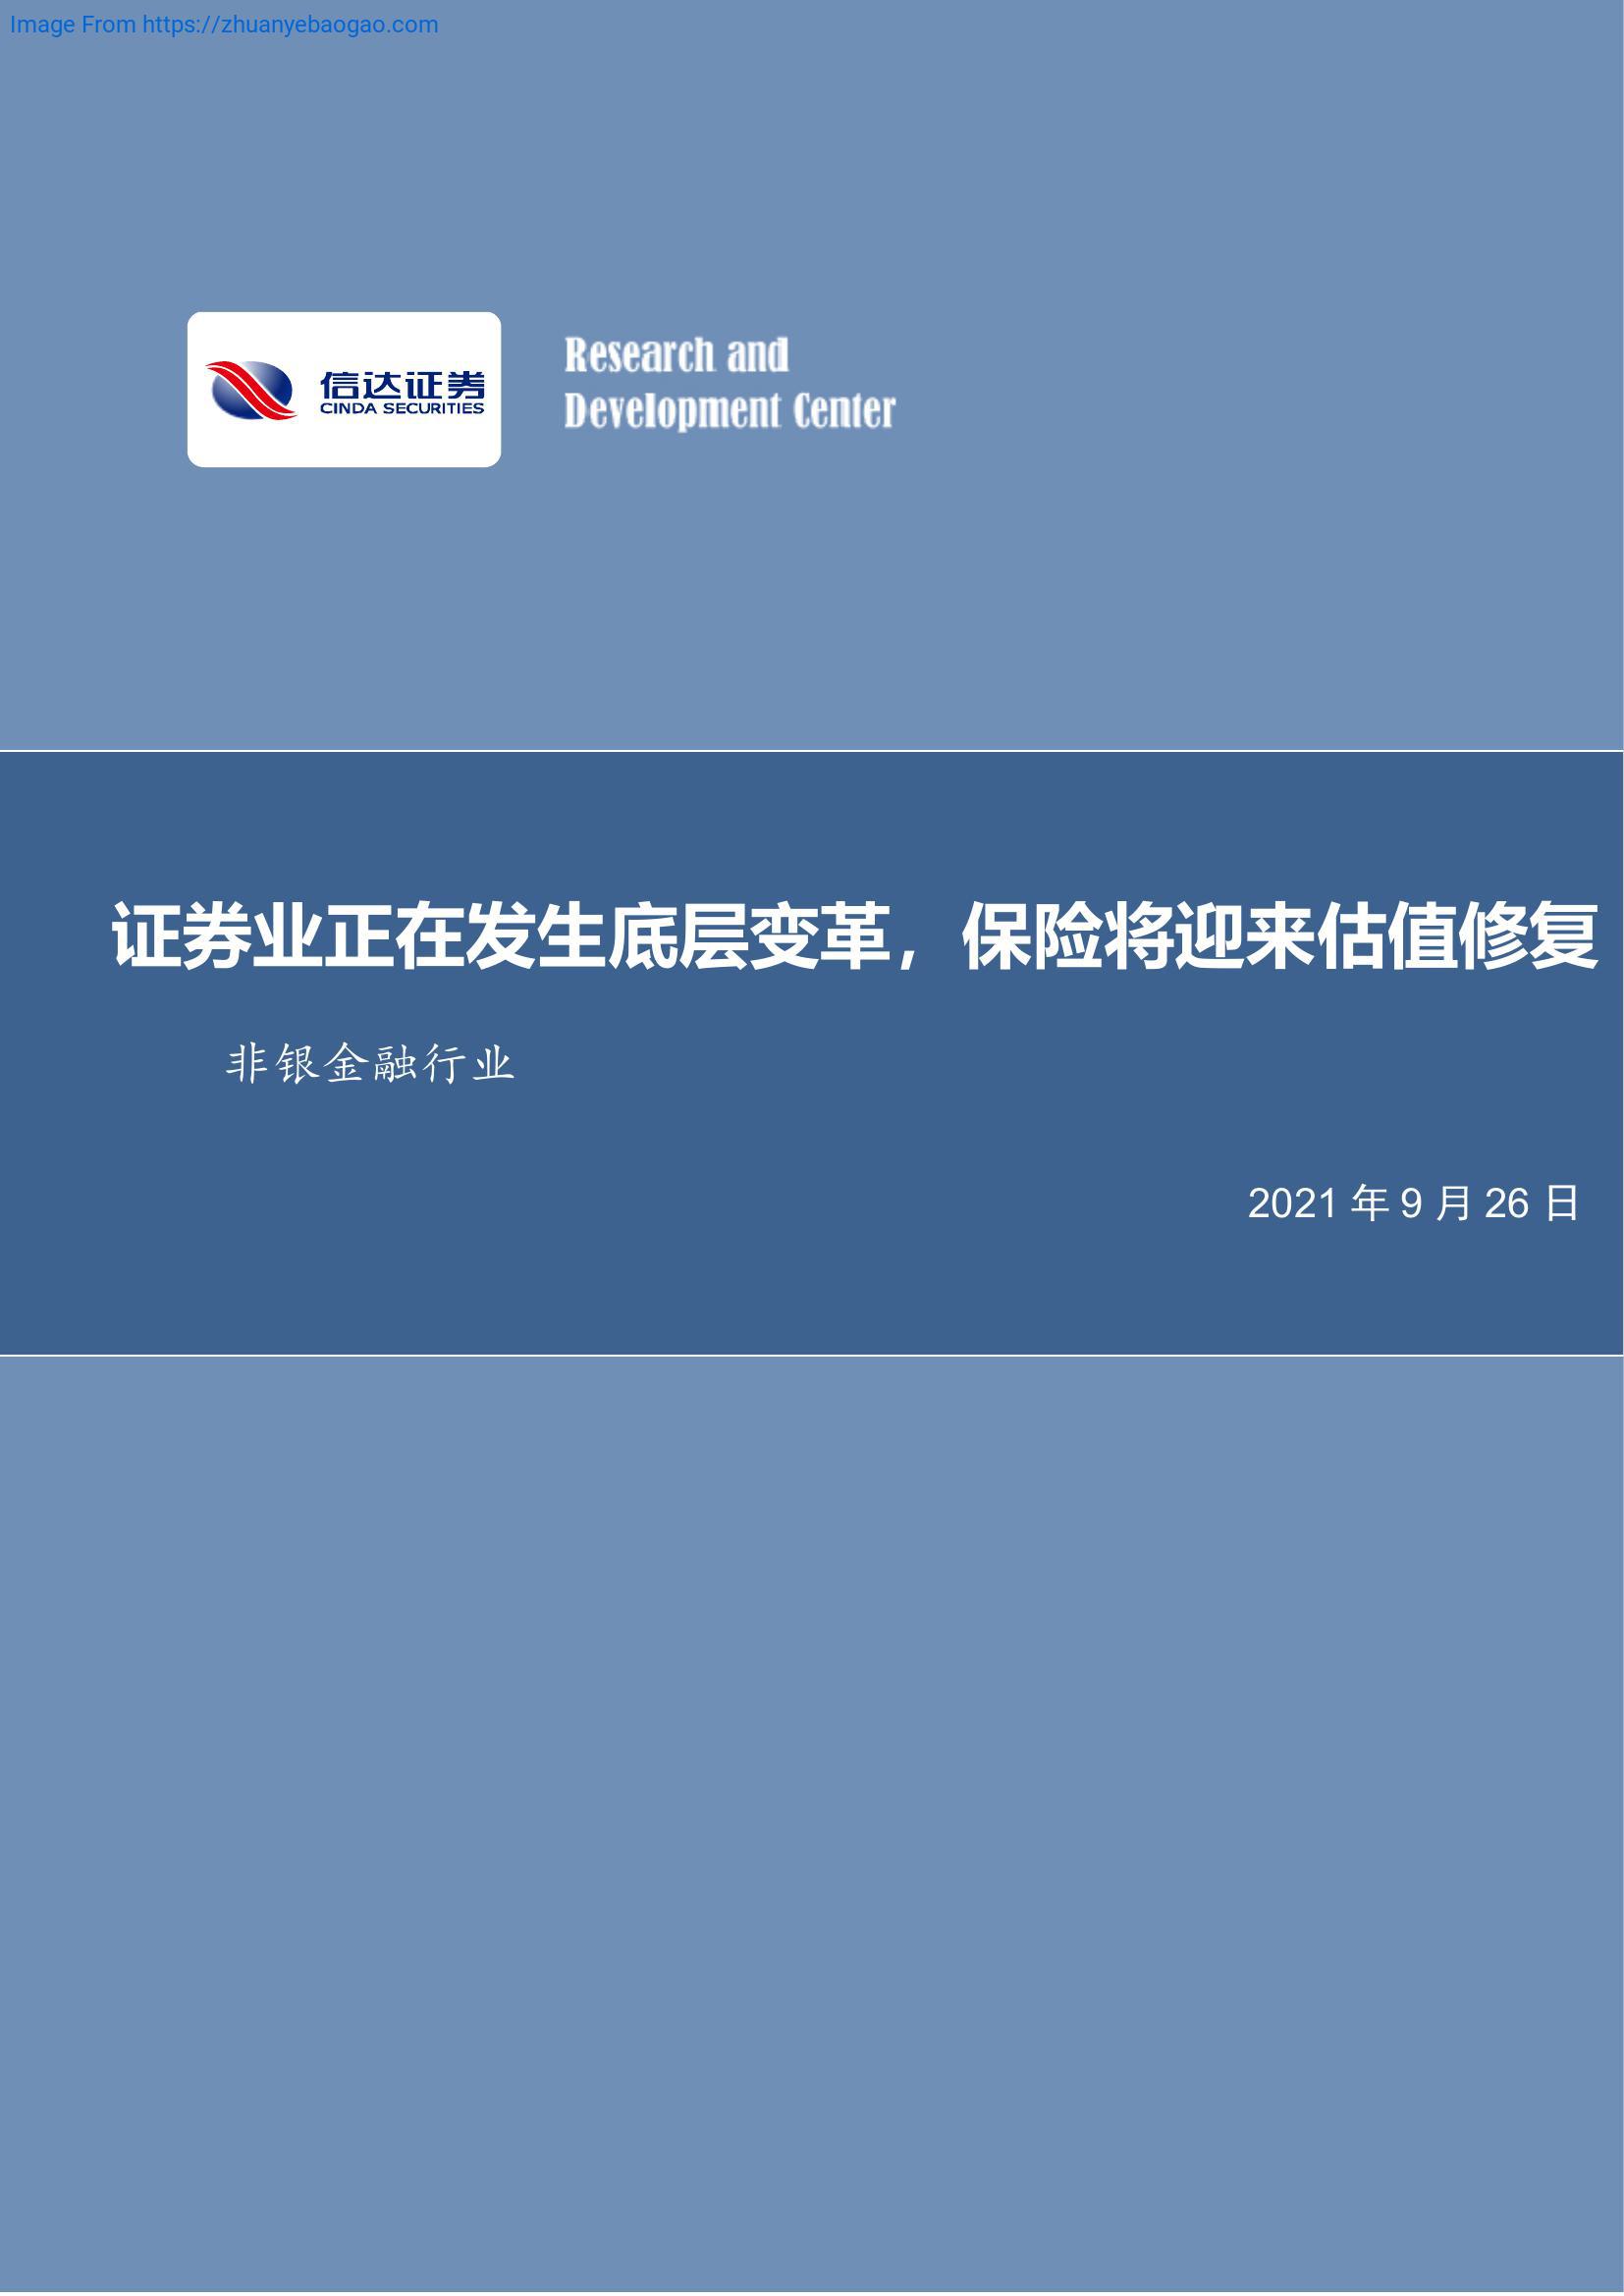 Image From https://zhuanyebaogao.com
信达证券
CINDA SECURITIES
Research and
Development Center
证券业正在发生底层变革，保险将迎来估值修复
非银金融行业
2021 年 9 月 26 日